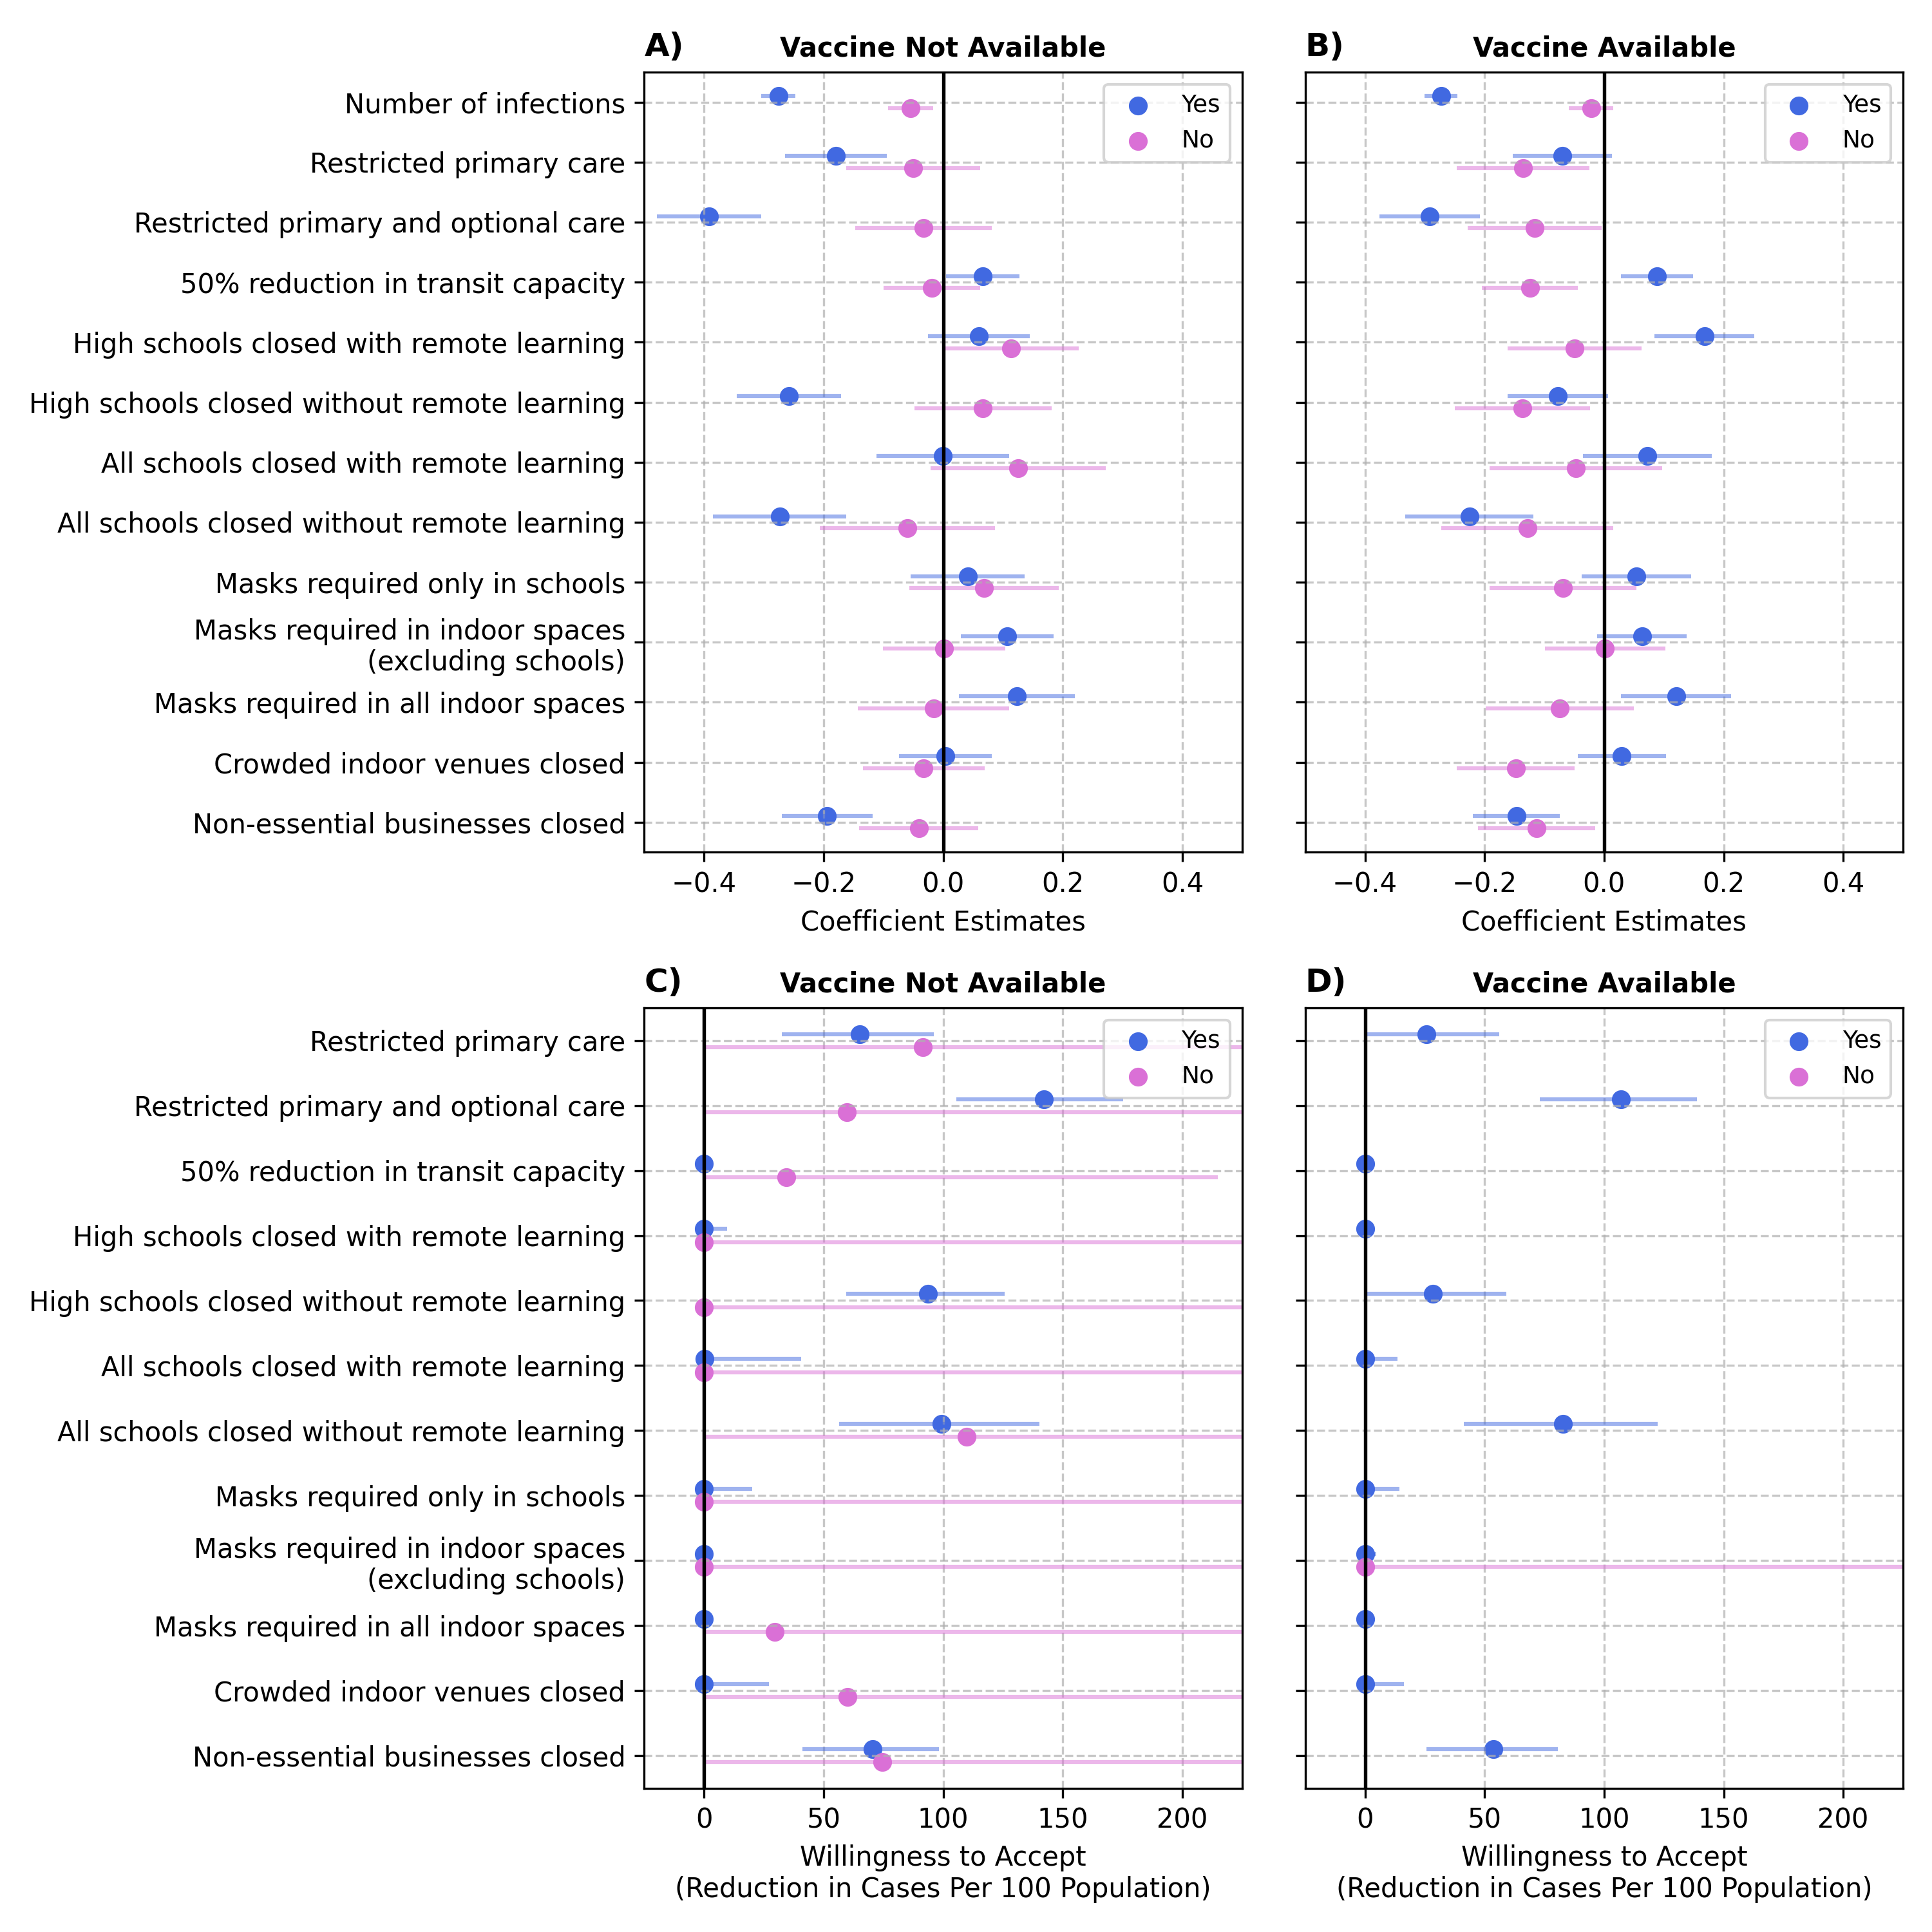 A) Vaccine Not Available
B) Vaccine Available
Yes
No
Yes
No
Number of infections
Restricted primary care
Restricted primary and optional care
50% reduction in transit capacity
High schools closed with remote learning
High schools closed without remote learning
All schools closed with remote learning
All schools closed without remote learning
Masks required only in schools
Masks required in indoor spaces
(excluding schools)
Masks required in all indoor spaces
Crowded indoor venues closed
Non-essential businesses closed
−0.4 −0.2 0.0 0.2 0.4
−0.4 −0.2 0.0 0.2 0.4
Coefficient Estimates
Coefficient Estimates
C) Vaccine Not Available
D) Vaccine Available
Yes
No
Yes
No
Restricted primary care
Restricted primary and optional care
50% reduction in transit capacity
High schools closed with remote learning
High schools closed without remote learning
All schools closed with remote learning
All schools closed without remote learning
Masks required only in schools
Masks required in indoor spaces
(excluding schools)
Masks required in all indoor spaces
Crowded indoor venues closed
Non-essential businesses closed
0 50 100 150 200
0 50 100 150 200
Willingness to Accept
(Reduction in Cases Per 100 Population)
Willingness to Accept
(Reduction in Cases Per 100 Population)